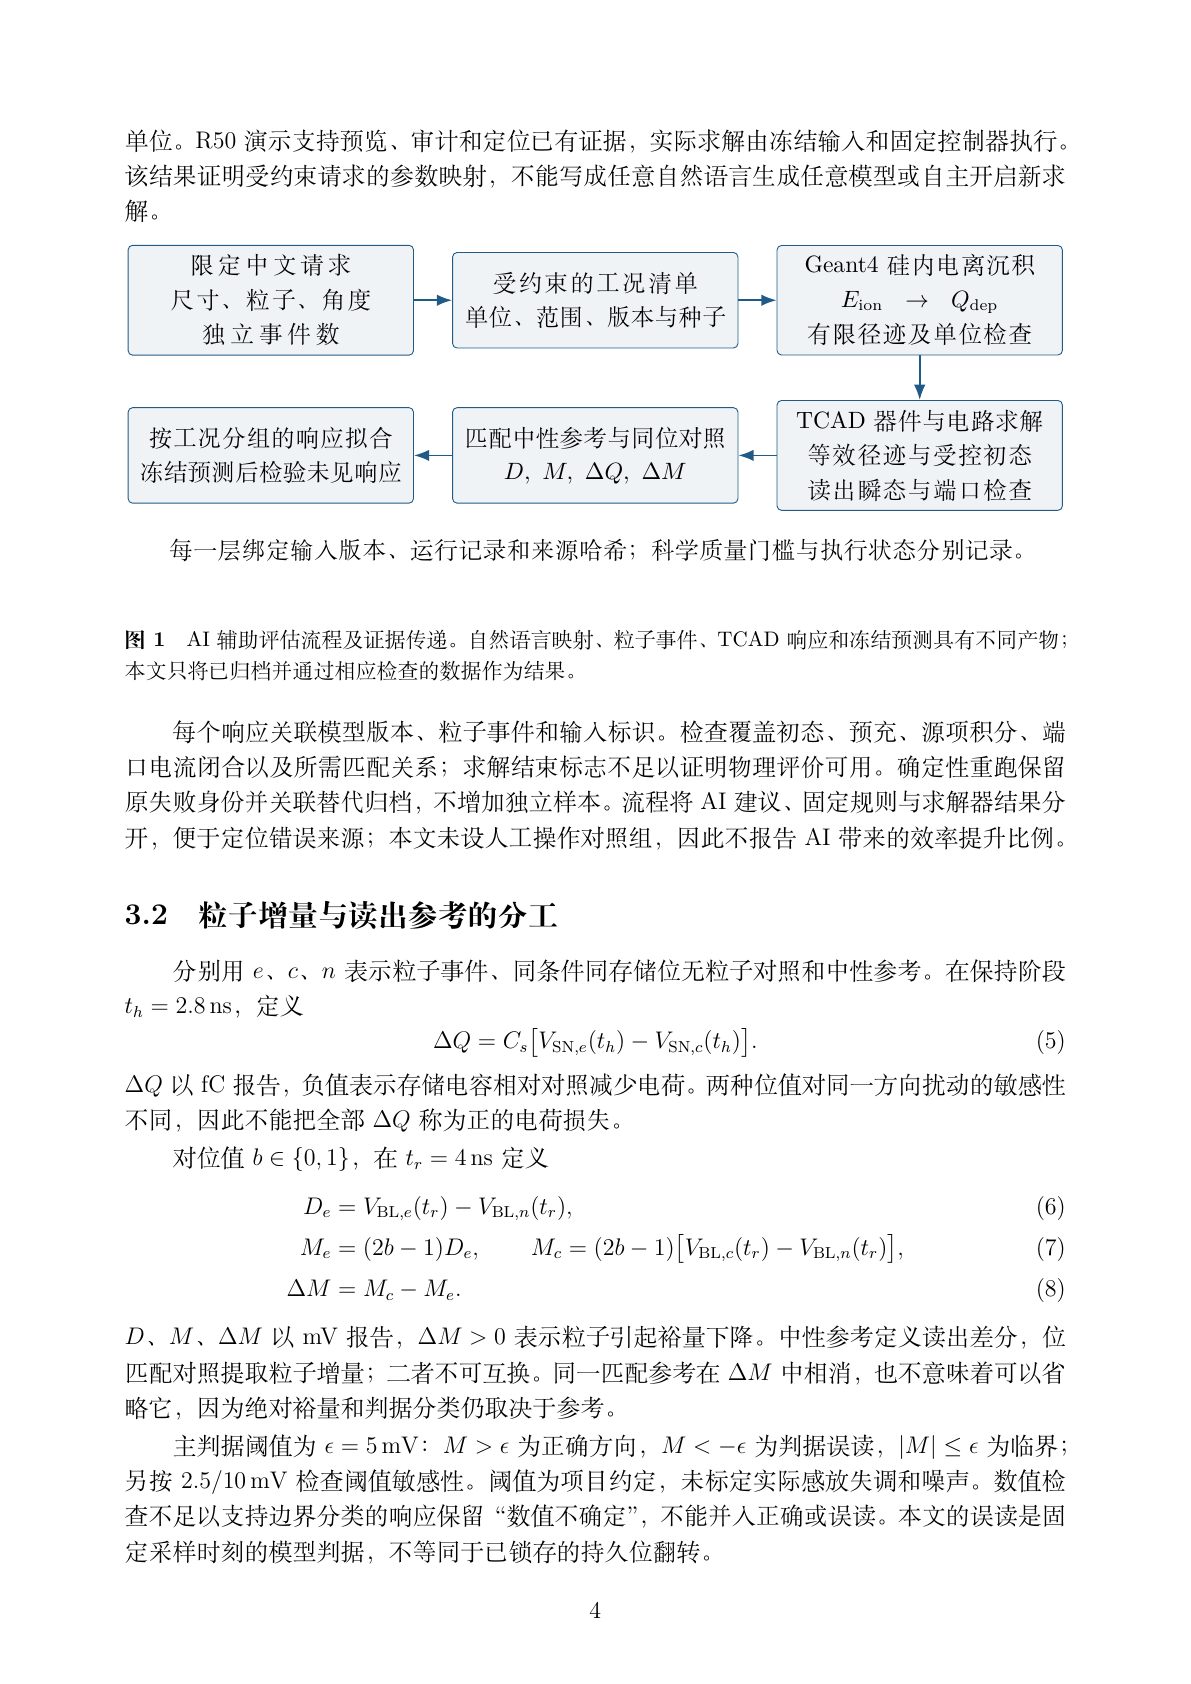 单位。R50 演示支持预览、审计和定位已有证据，实际求解由冻结输入和固定控制器执行。
该结果证明受约束请求的参数映射，不能写成任意自然语言生成任意模型或自主开启新求
解。
限定中文请求
尺寸、粒子、角度
独立事件数
受约束的工况清单
单位、范围、版本与种子
Geant4 硅内电离沉积
E_ion → Q_dep
有限径迹及单位检查
TCAD 器件与电路求解
等效径迹与受控初态
读出瞬态与端口检查
匹配中性参考与同位对照
D, M, ΔQ, ΔM
按工况分组的响应拟合
冻结预测后检验未见响应
每一层绑定输入版本、运行记录和来源哈希；科学质量门槛与执行状态分别记录。
图 1 AI 辅助评估流程及证据传递。自然语言映射、粒子事件、TCAD 响应和冻结预测具有不同产物；
本文只将已归档并通过相应检查的数据作为结果。
每个响应关联模型版本、粒子事件和输入标识。检查覆盖初态、预充、源项积分、端
口电流闭合以及所需匹配关系；求解结束标志不足以证明物理评价可用。确定性重跑保留
原失败身份并关联替代归档，不增加独立样本。流程将 AI 建议、固定规则与求解器结果分
开，便于定位错误来源；本文未设人工操作对照组，因此不报告 AI 带来的效率提升比例。
3.2 粒子增量与读出参考的分工
分别用 e、c、n 表示粒子事件、同条件同存储位无粒子对照和中性参考。在保持阶段
t_h = 2.8 ns，定义
ΔQ = C_s[V_SN,e(t_h) − V_SN,c(t_h)]. (5)
ΔQ 以 fC 报告，负值表示存储电容相对对照减少电荷。两种位值对同一方向扰动的敏感性
不同，因此不能把全部 ΔQ 称为正的电荷损失。
对位值 b ∈ {0, 1}，在 t_r = 4 ns 定义
D_e = V_BL,e(t_r) − V_BL,n(t_r), (6)
M_e = (2b − 1)D_e, M_c = (2b − 1)[V_BL,c(t_r) − V_BL,n(t_r)], (7)
ΔM = M_c − M_e. (8)
D、M、ΔM 以 mV 报告，ΔM > 0 表示粒子引起裕量下降。中性参考定义读出差分，位
匹配对照提取粒子增量；二者不可互换。同一匹配参考在 ΔM 中相消，也不意味着可以省
略它，因为绝对裕量和判据分类仍取决于参考。
主判据阈值为 ϵ = 5 mV：M > ϵ 为正确方向，M < −ϵ 为判据误读，|M| ≤ ϵ 为临界；
另按 2.5/10 mV 检查阈值敏感性。阈值为项目约定，未标定实际感放失调和噪声。数值检
查不足以支持边界分类的响应保留 “数值不确定”，不能并入正确或误读。本文的误读是固
定采样时刻的模型判据，不等同于已锁存的持久位翻转。
4